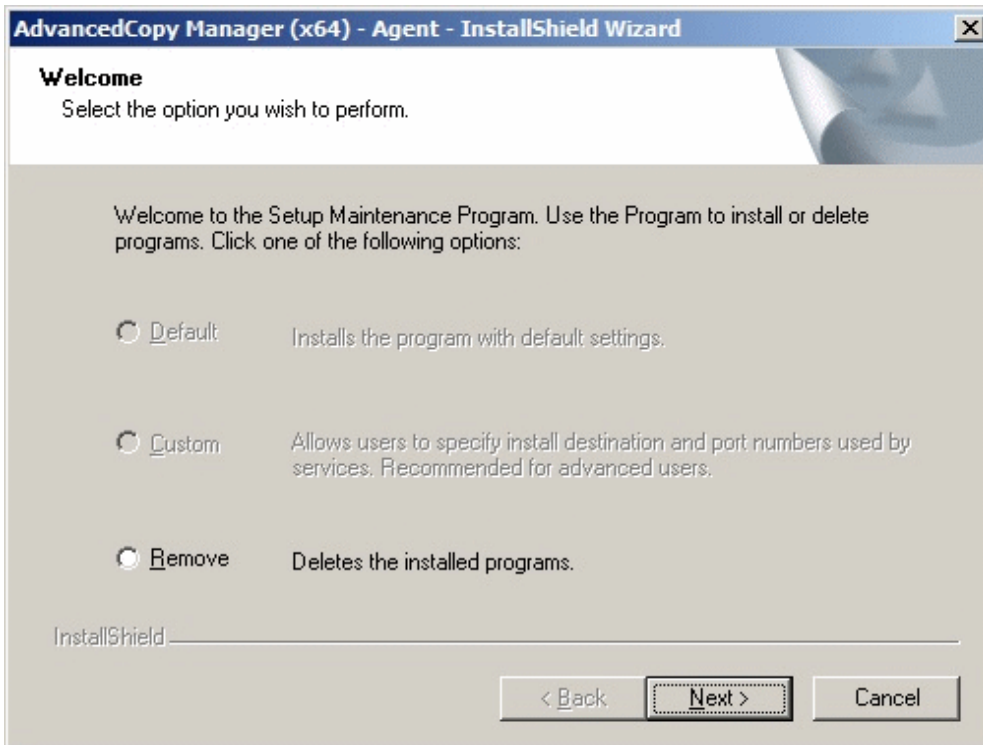 AdvancedCopy Manager (x64) - Agent - InstallShield Wizard
Welcome
Select the option you wish to perform.
Welcome to the Setup Maintenance Program. Use the Program to install or delete
programs. Click one of the following options:
Default Installs the program with default settings.
Custom Allows users to specify install destination and port numbers used by
services. Recommended for advanced users.
Remove Deletes the installed programs.
InstallShield
< Back Next > Cancel